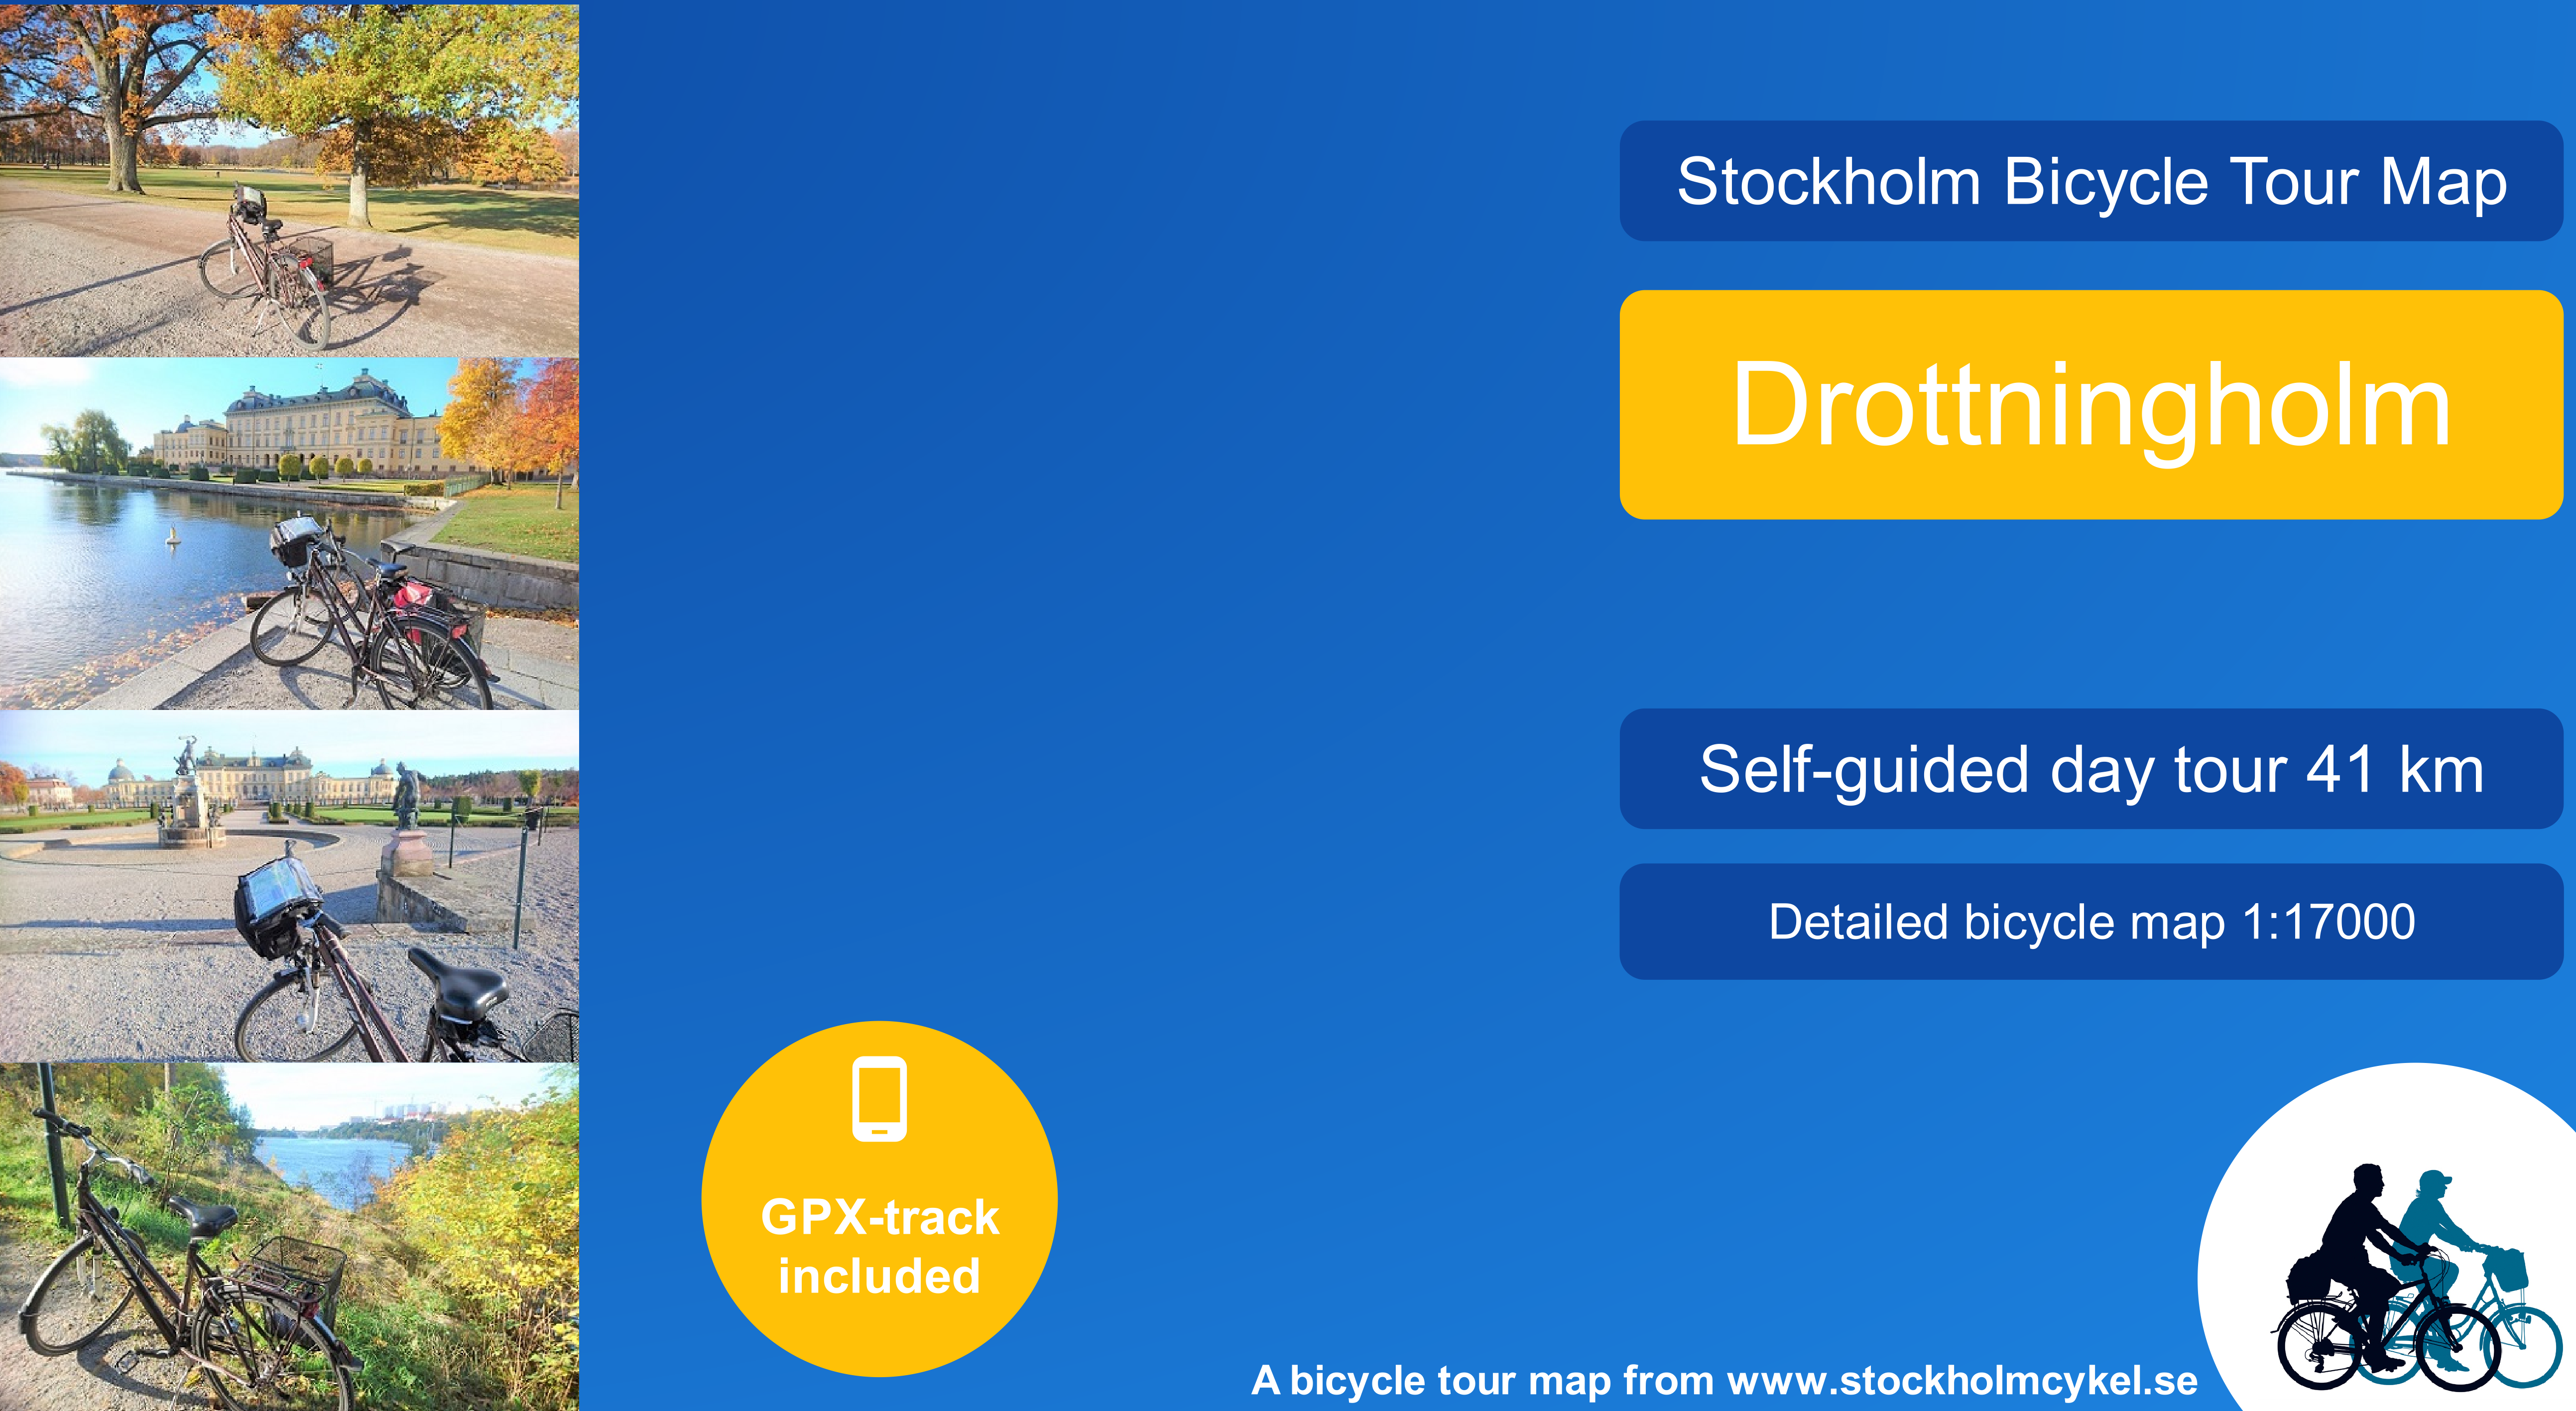 Stockholm Bicycle Tour Map
Drottningholm
Self-guided day tour 41 km
Detailed bicycle map 1:17000
GPX-track
included
A bicycle tour map from www.stockholmcykel.se